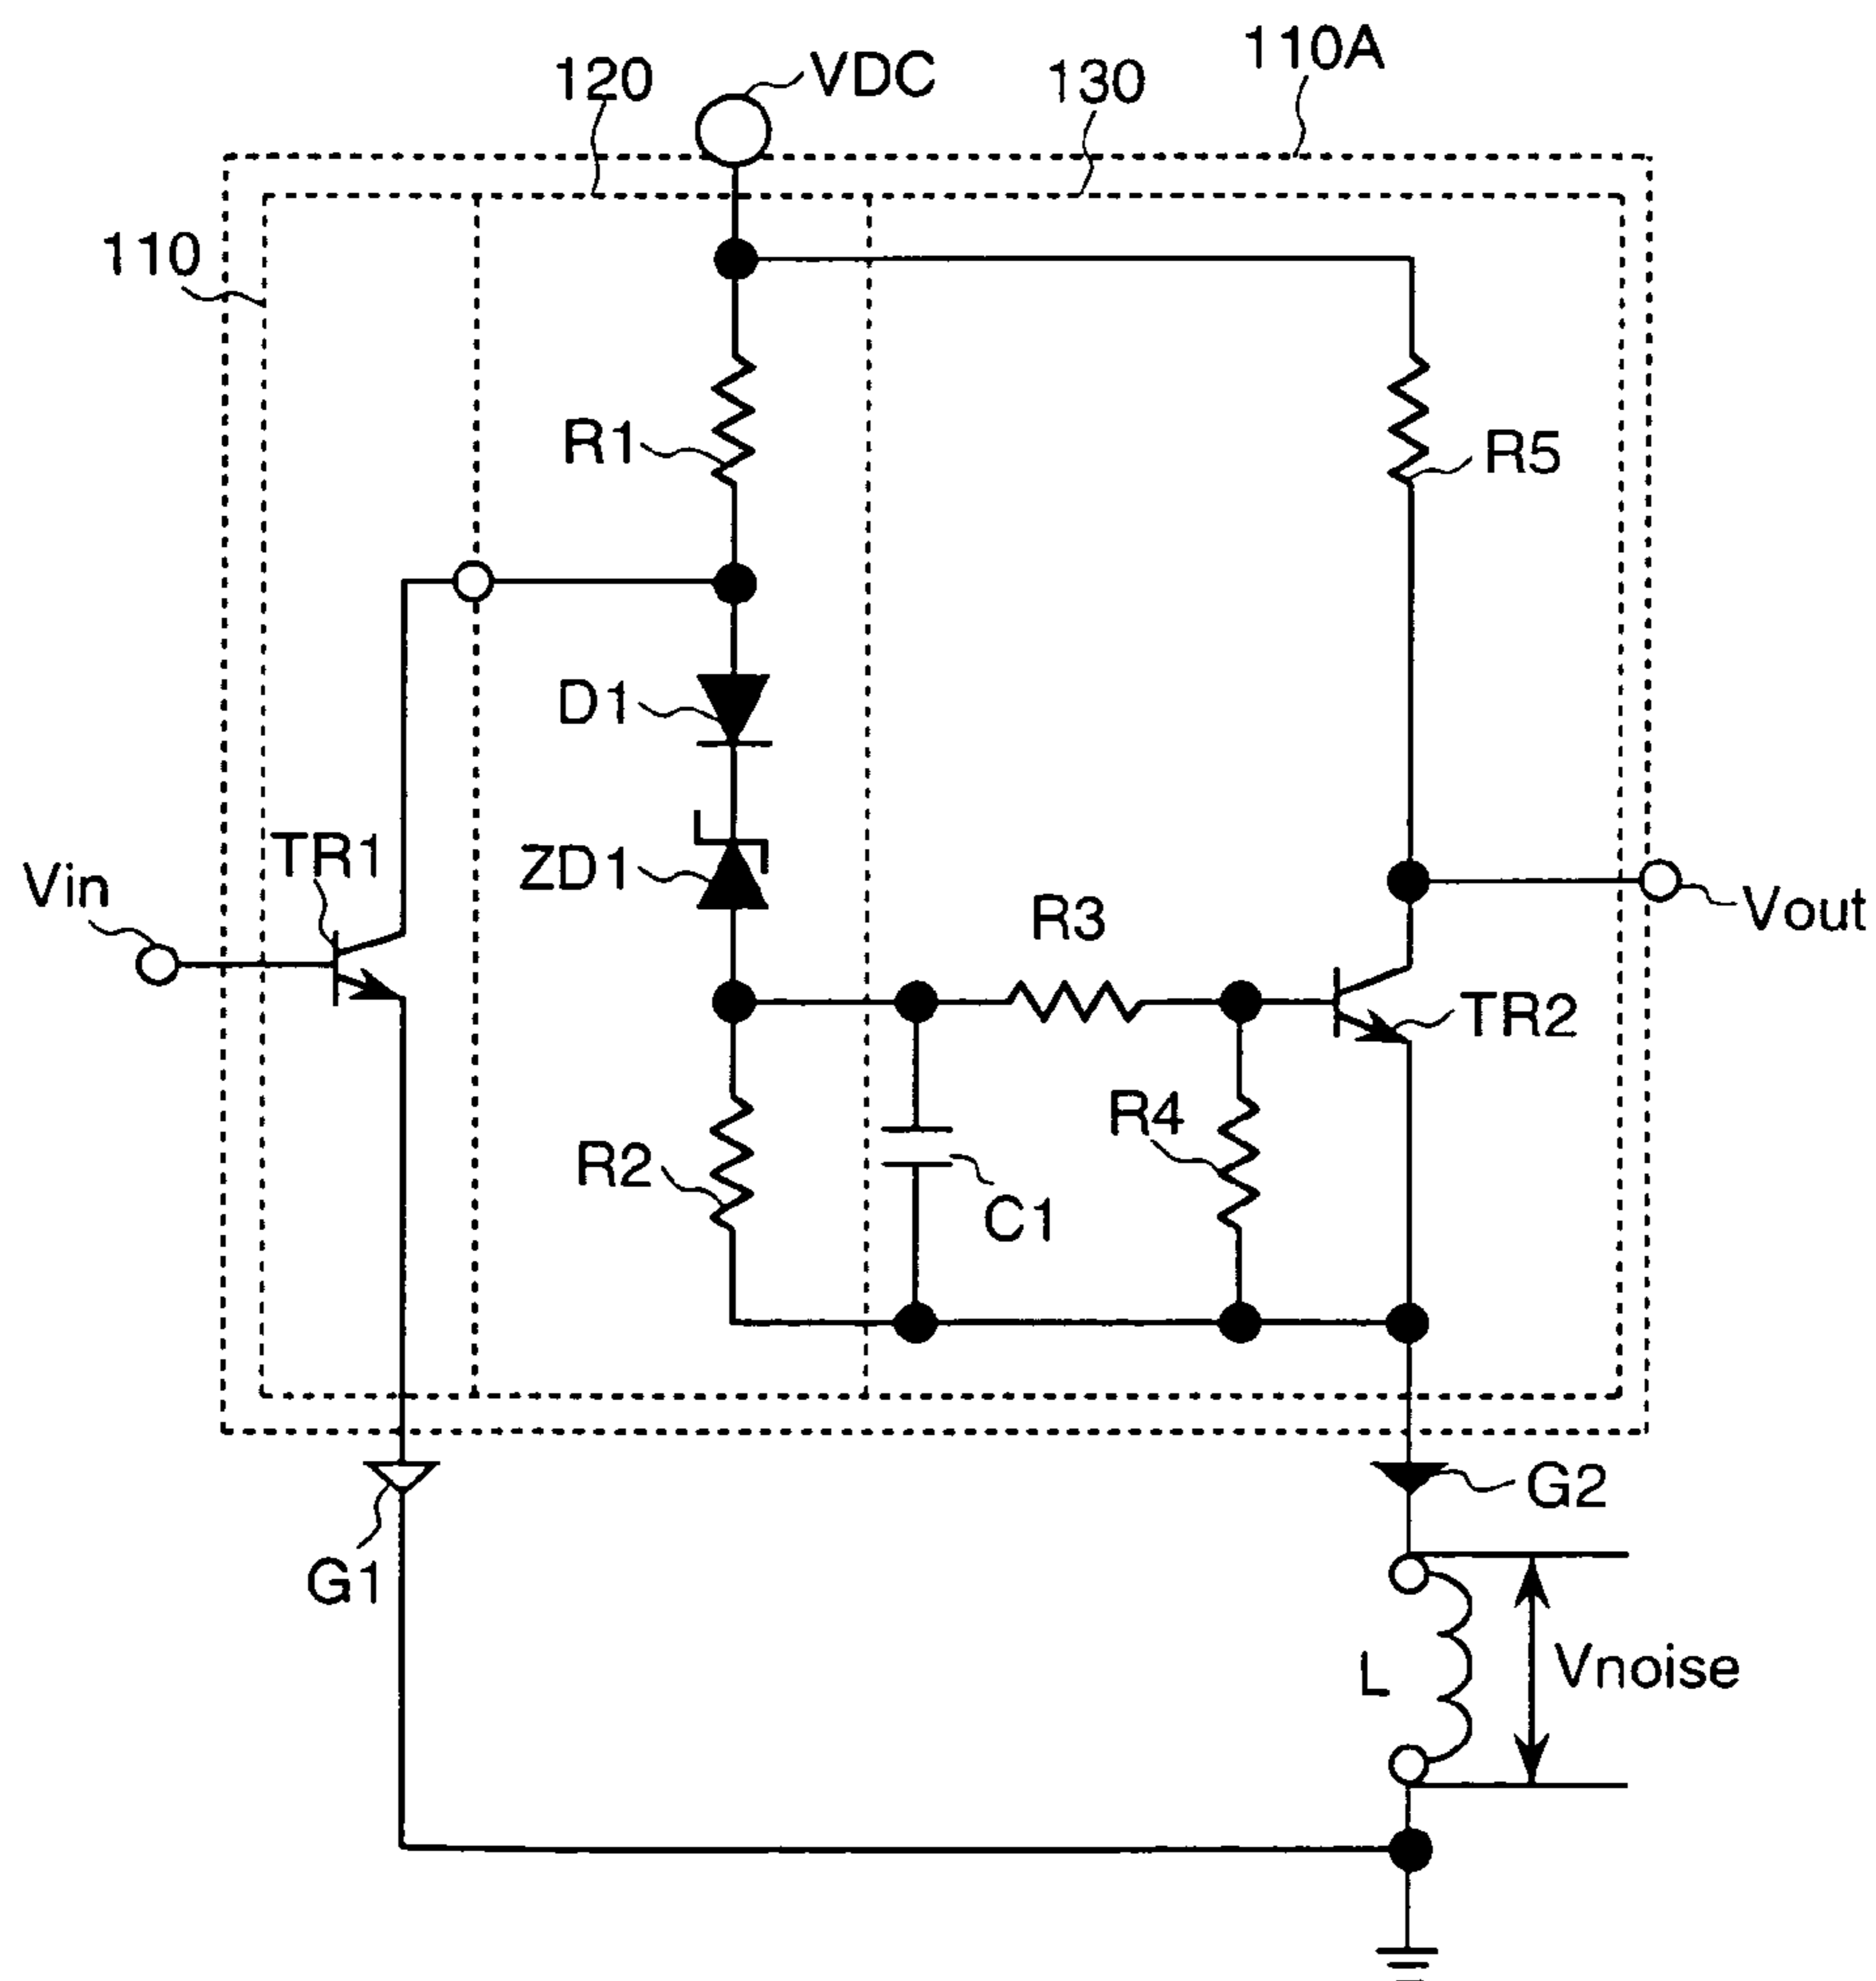 110A
120
VDC
130
110
R1
R5
D1
TR1
ZD1
Vin
R3
Vout
TR2
R4
R2
C1
G2
G1
L
Vnoise